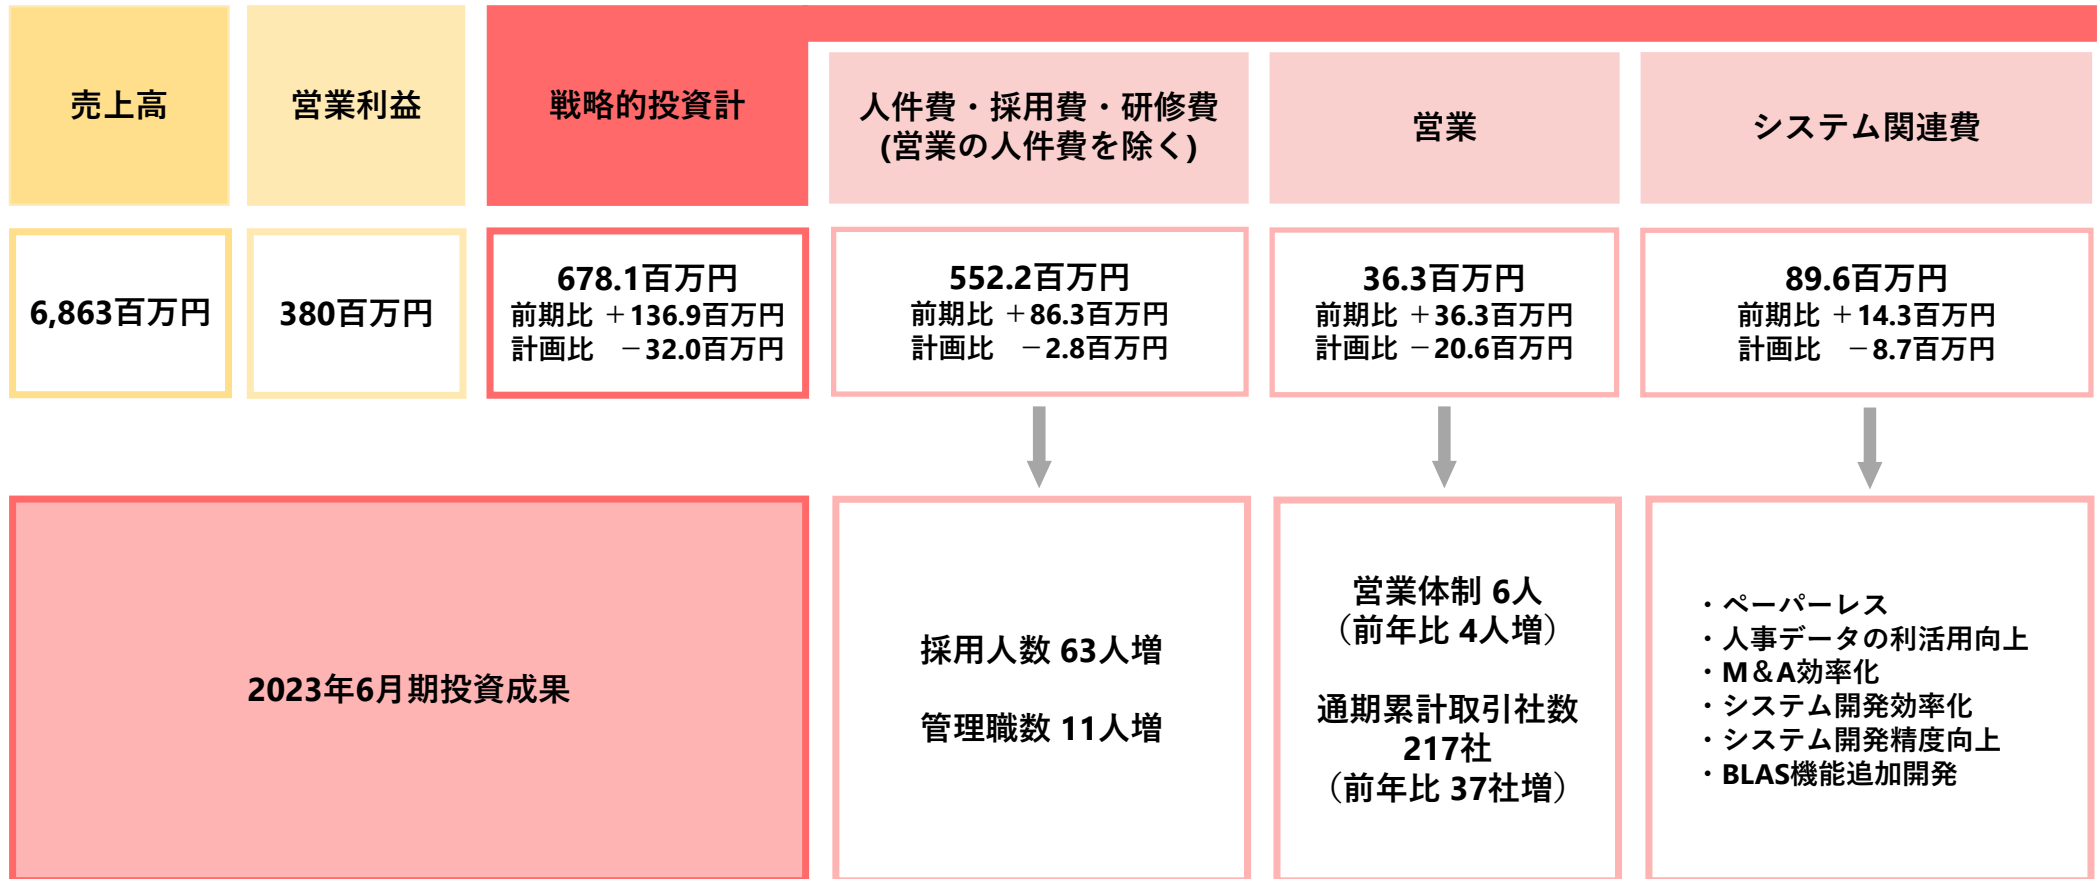 売上高
営業利益
戦略的投資計
人件費・採用費・研修費
(営業の人件費を除く)
営業
システム関連費
6,863百万円
380百万円
678.1百万円
前期比 ＋136.9百万円
計画比 －32.0百万円
552.2百万円
前期比 ＋86.3百万円
計画比 －2.8百万円
36.3百万円
前期比 ＋36.3百万円
計画比 －20.6百万円
89.6百万円
前期比 ＋14.3百万円
計画比 －8.7百万円
2023年6月期投資成果
採用人数 63人増
管理職数 11人増
営業体制 6人
（前年比 4人増）
通期累計取引社数
217社
（前年比 37社増）
・ペーパーレス
・人事データの利活用向上
・M＆A効率化
・システム開発効率化
・システム開発精度向上
・BLAS機能追加開発